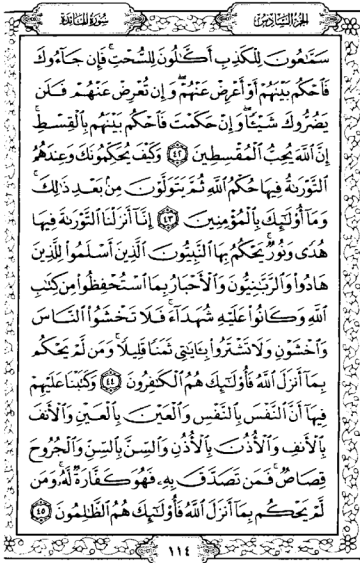 الجزء السادس سورة المائدة
سَمَّٰعُونَ لِلْكَذِبِ أَكَّٰلُونَ لِلسُّحْتِ ۚ فَإِن جَآءُوكَ
فَٱحْكُم بَيْنَهُمْ أَوْ أَعْرِضْ عَنْهُمْ ۖ وَإِن تُعْرِضْ عَنْهُمْ فَلَن
يَضُرُّوكَ شَيْـًٔا ۖ وَإِنْ حَكَمْتَ فَٱحْكُم بَيْنَهُم بِٱلْقِسْطِ ۚ
إِنَّ ٱللَّهَ يُحِبُّ ٱلْمُقْسِطِينَ ٤٢ وَكَيْفَ يُحَكِّمُونَكَ وَعِندَهُمُ
ٱلتَّوْرَىٰةُ فِيهَا حُكْمُ ٱللَّهِ ثُمَّ يَتَوَلَّوْنَ مِنۢ بَعْدِ ذَٰلِكَ ۚ
وَمَآ أُو۟لَٰٓئِكَ بِٱلْمُؤْمِنِينَ ٤٣ إِنَّآ أَنزَلْنَا ٱلتَّوْرَىٰةَ فِيهَا
هُدًى وَنُورٌ ۚ يَحْكُمُ بِهَا ٱلنَّبِيُّونَ ٱلَّذِينَ أَسْلَمُوا۟ لِلَّذِينَ
هَادُوا۟ وَٱلرَّبَّٰنِيُّونَ وَٱلْأَحْبَارُ بِمَا ٱسْتُحْفِظُوا۟ مِن كِتَٰبِ
ٱللَّهِ وَكَانُوا۟ عَلَيْهِ شُهَدَآءَ ۚ فَلَا تَخْشَوُا۟ ٱلنَّاسَ
وَٱخْشَوْنِ وَلَا تَشْتَرُوا۟ بِـَٔايَٰتِى ثَمَنًا قَلِيلًا ۚ وَمَن لَّمْ يَحْكُم
بِمَآ أَنزَلَ ٱللَّهُ فَأُو۟لَٰٓئِكَ هُمُ ٱلْكَٰفِرُونَ ٤٤ وَكَتَبْنَا عَلَيْهِمْ
فِيهَآ أَنَّ ٱلنَّفْسَ بِٱلنَّفْسِ وَٱلْعَيْنَ بِٱلْعَيْنِ وَٱلْأَنفَ
بِٱلْأَنفِ وَٱلْأُذُنَ بِٱلْأُذُنِ وَٱلسِّنَّ بِٱلسِّنِّ وَٱلْجُرُوحَ
قِصَاصٌ ۚ فَمَن تَصَدَّقَ بِهِۦ فَهُوَ كَفَّارَةٌ لَّهُۥ ۚ وَمَن
لَّمْ يَحْكُم بِمَآ أَنزَلَ ٱللَّهُ فَأُو۟لَٰٓئِكَ هُمُ ٱلظَّٰلِمُونَ ٤٥
١١٤